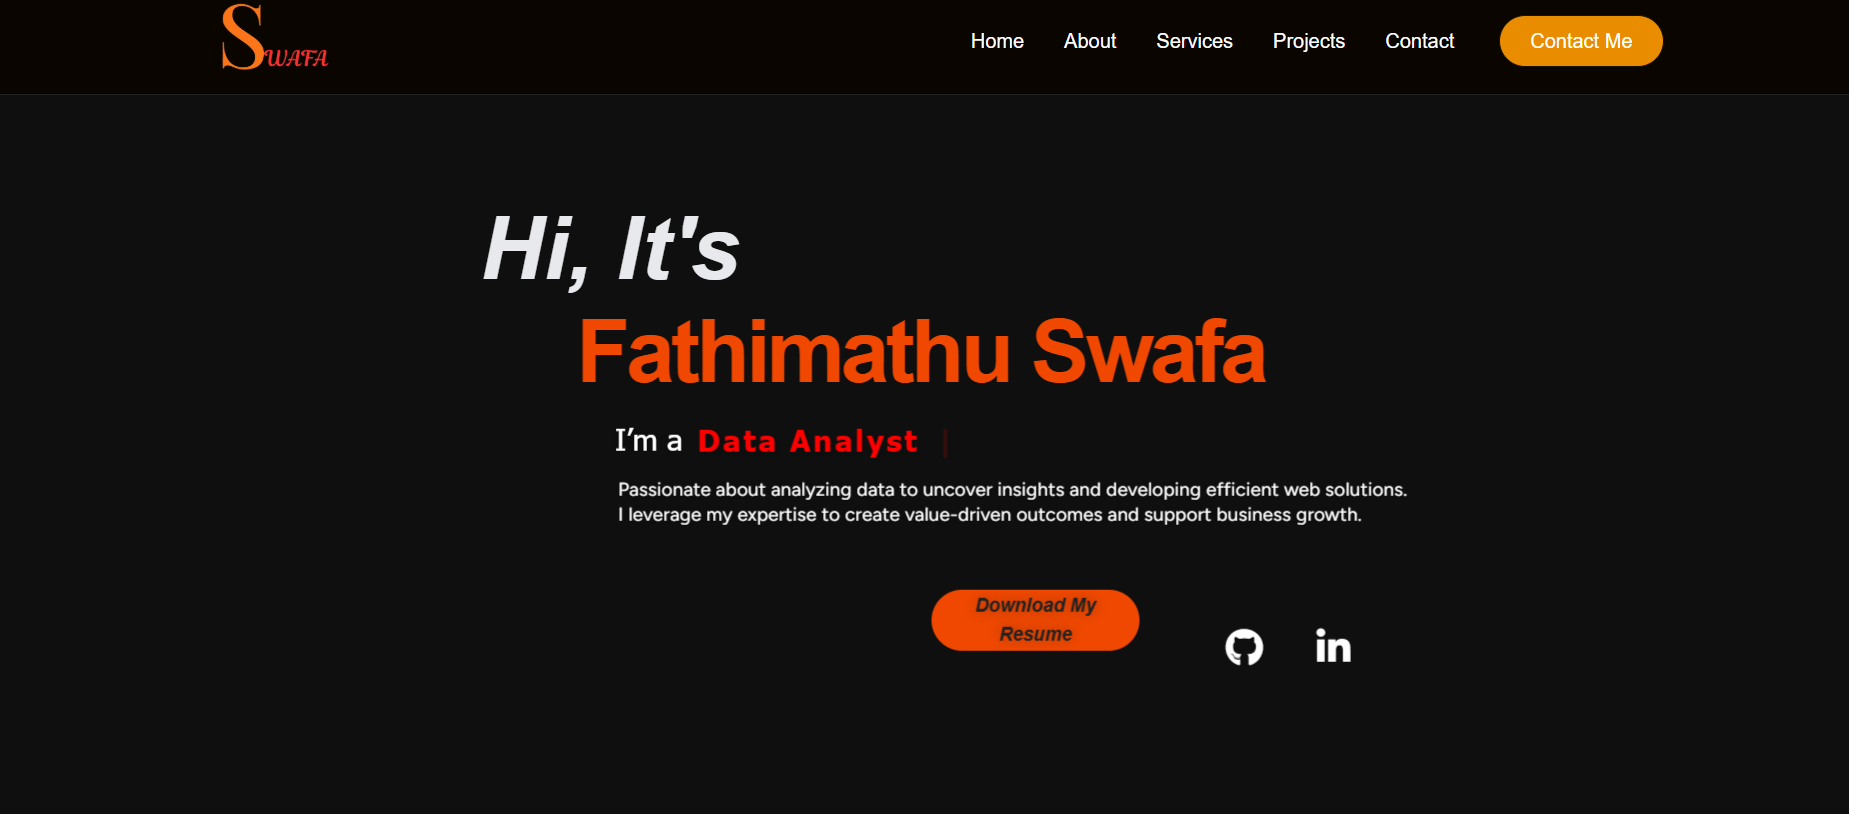 SWAFA
Home About Services Projects Contact Contact Me
Hi, It's
Fathimathu Swafa
I'm a Data Analyst |
Passionate about analyzing data to uncover insights and developing efficient web solutions.
I leverage my expertise to create value-driven outcomes and support business growth.
Download My
Resume
in